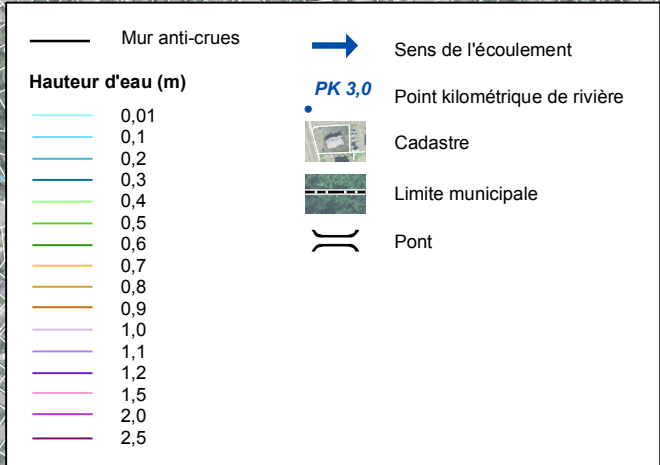 Mur anti-crues
Hauteur d'eau (m)
0,01
0,1
0,2
0,3
0,4
0,5
0,6
0,7
0,8
0,9
1,0
1,1
1,2
1,5
2,0
2,5
Sens de l'écoulement
PK 3,0
Point kilométrique de rivière
Cadastre
Limite municipale
Pont